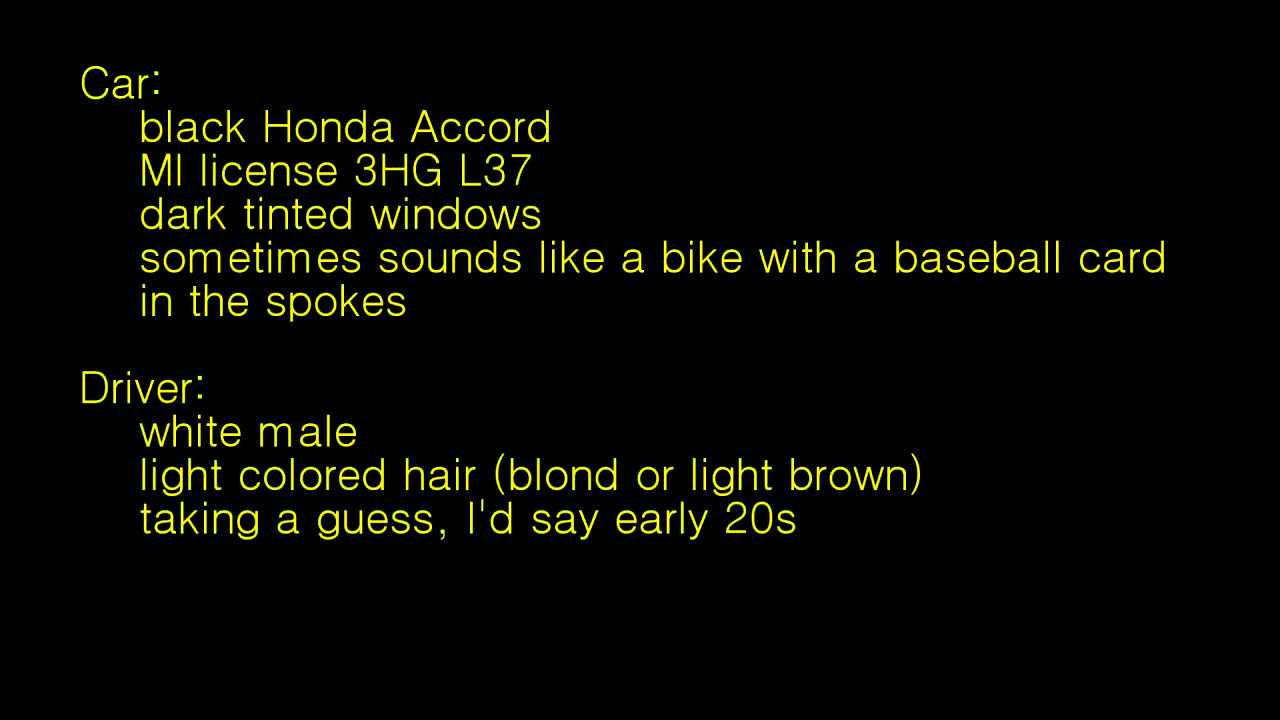 Car:
black Honda Accord
MI license 3HG L37
dark tinted windows
sometimes sounds like a bike with a baseball card
in the spokes
Driver:
white male
light colored hair (blond or light brown)
taking a guess, I'd say early 20s